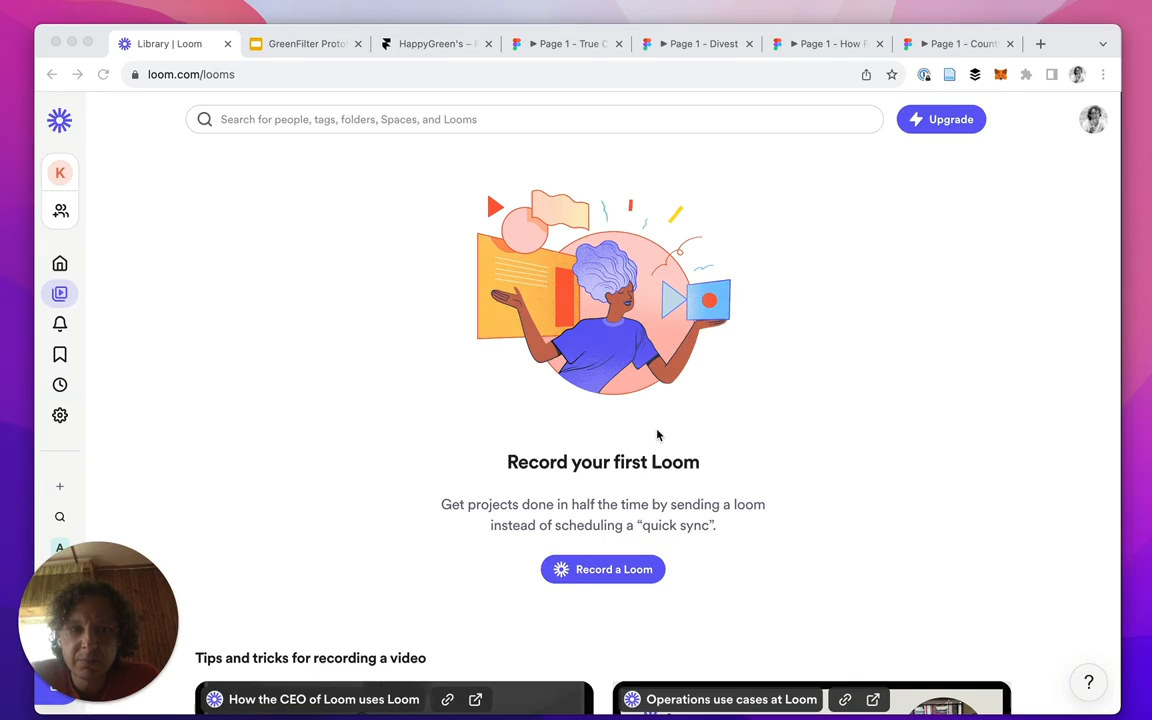 Library | Loom
GreenFilter Proto
HappyGreen's –
Page 1 - True C
Page 1 - Divest
Page 1 - How F
Page 1 - Count
loom.com/looms
Search for people, tags, folders, Spaces, and Looms
Upgrade
K
Record your first Loom
Get projects done in half the time by sending a loom
instead of scheduling a “quick sync”.
Record a Loom
A
Tips and tricks for recording a video
How the CEO of Loom uses Loom
Operations use cases at Loom
?